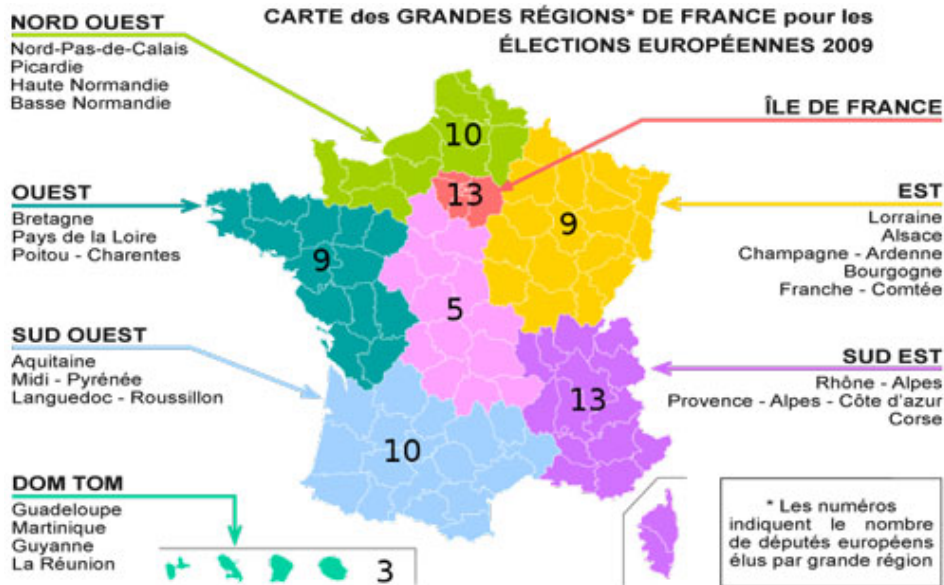 CARTE des GRANDES RÉGIONS* DE FRANCE pour les
ÉLECTIONS EUROPÉENNES 2009
NORD OUEST
Nord-Pas-de-Calais
Picardie
Haute Normandie
Basse Normandie
10
ÎLE DE FRANCE
13
OUEST
Bretagne
Pays de la Loire
Poitou - Charentes
9
EST
Lorraine
Alsace
Champagne - Ardenne
Bourgogne
Franche - Comtée
9
5
SUD OUEST
Aquitaine
Midi - Pyrénée
Languedoc - Roussillon
10
SUD EST
Rhône - Alpes
Provence - Alpes - Côte d'azur
Corse
13
DOM TOM
Guadeloupe
Martinique
Guyanne
La Réunion
3
* Les numéros
indiquent le nombre
de députés européens
élus par grande région